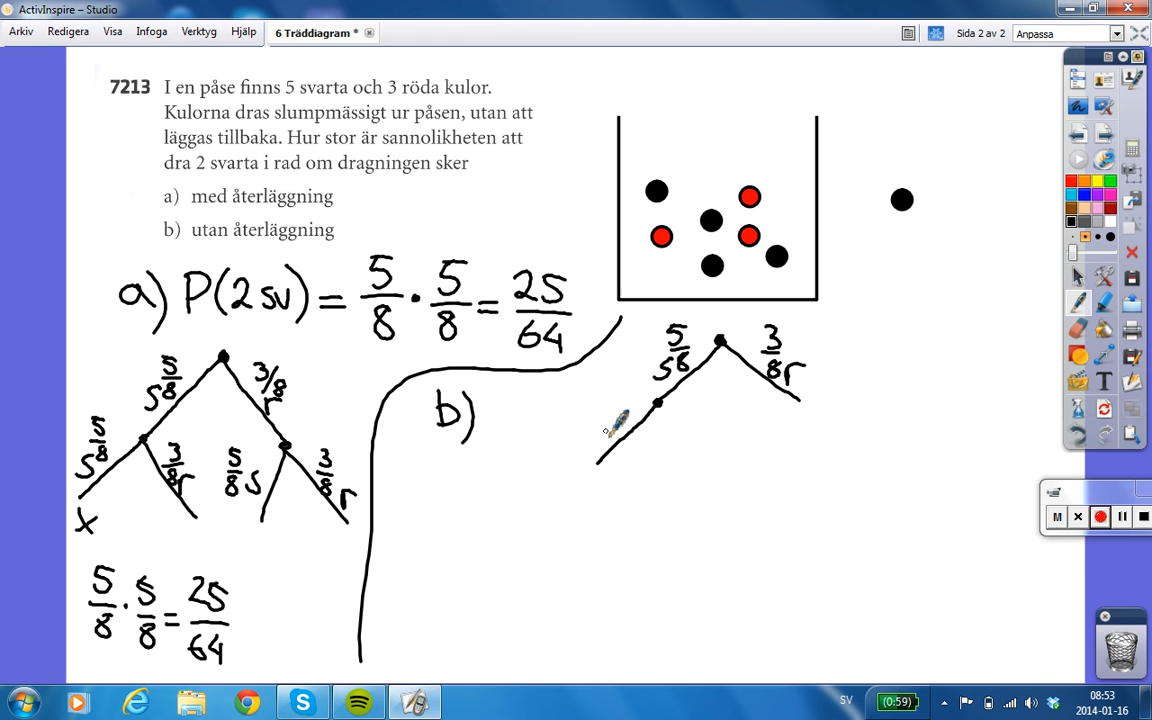 ActivInspire – Studio
Arkiv Redigera Visa Infoga Verktyg Hjälp 6 Träddiagram * Sida 2 av 2 Anpassa
7213 I en påse finns 5 svarta och 3 röda kulor.
Kulorna dras slumpmässigt ur påsen, utan att
läggas tillbaka. Hur stor är sannolikheten att
dra 2 svarta i rad om dragningen sker
a) med återläggning
b) utan återläggning
a) P(2 sv) = 5/8 · 5/8 = 25/64
5/8 s 3/8 r
5/8 s 3/8 r 5/8 s 3/8 r
x
5/8 · 5/8 = 25/64
b)
5/8 s 3/8 r
M
SV (0:59) 08:53
2014-01-16